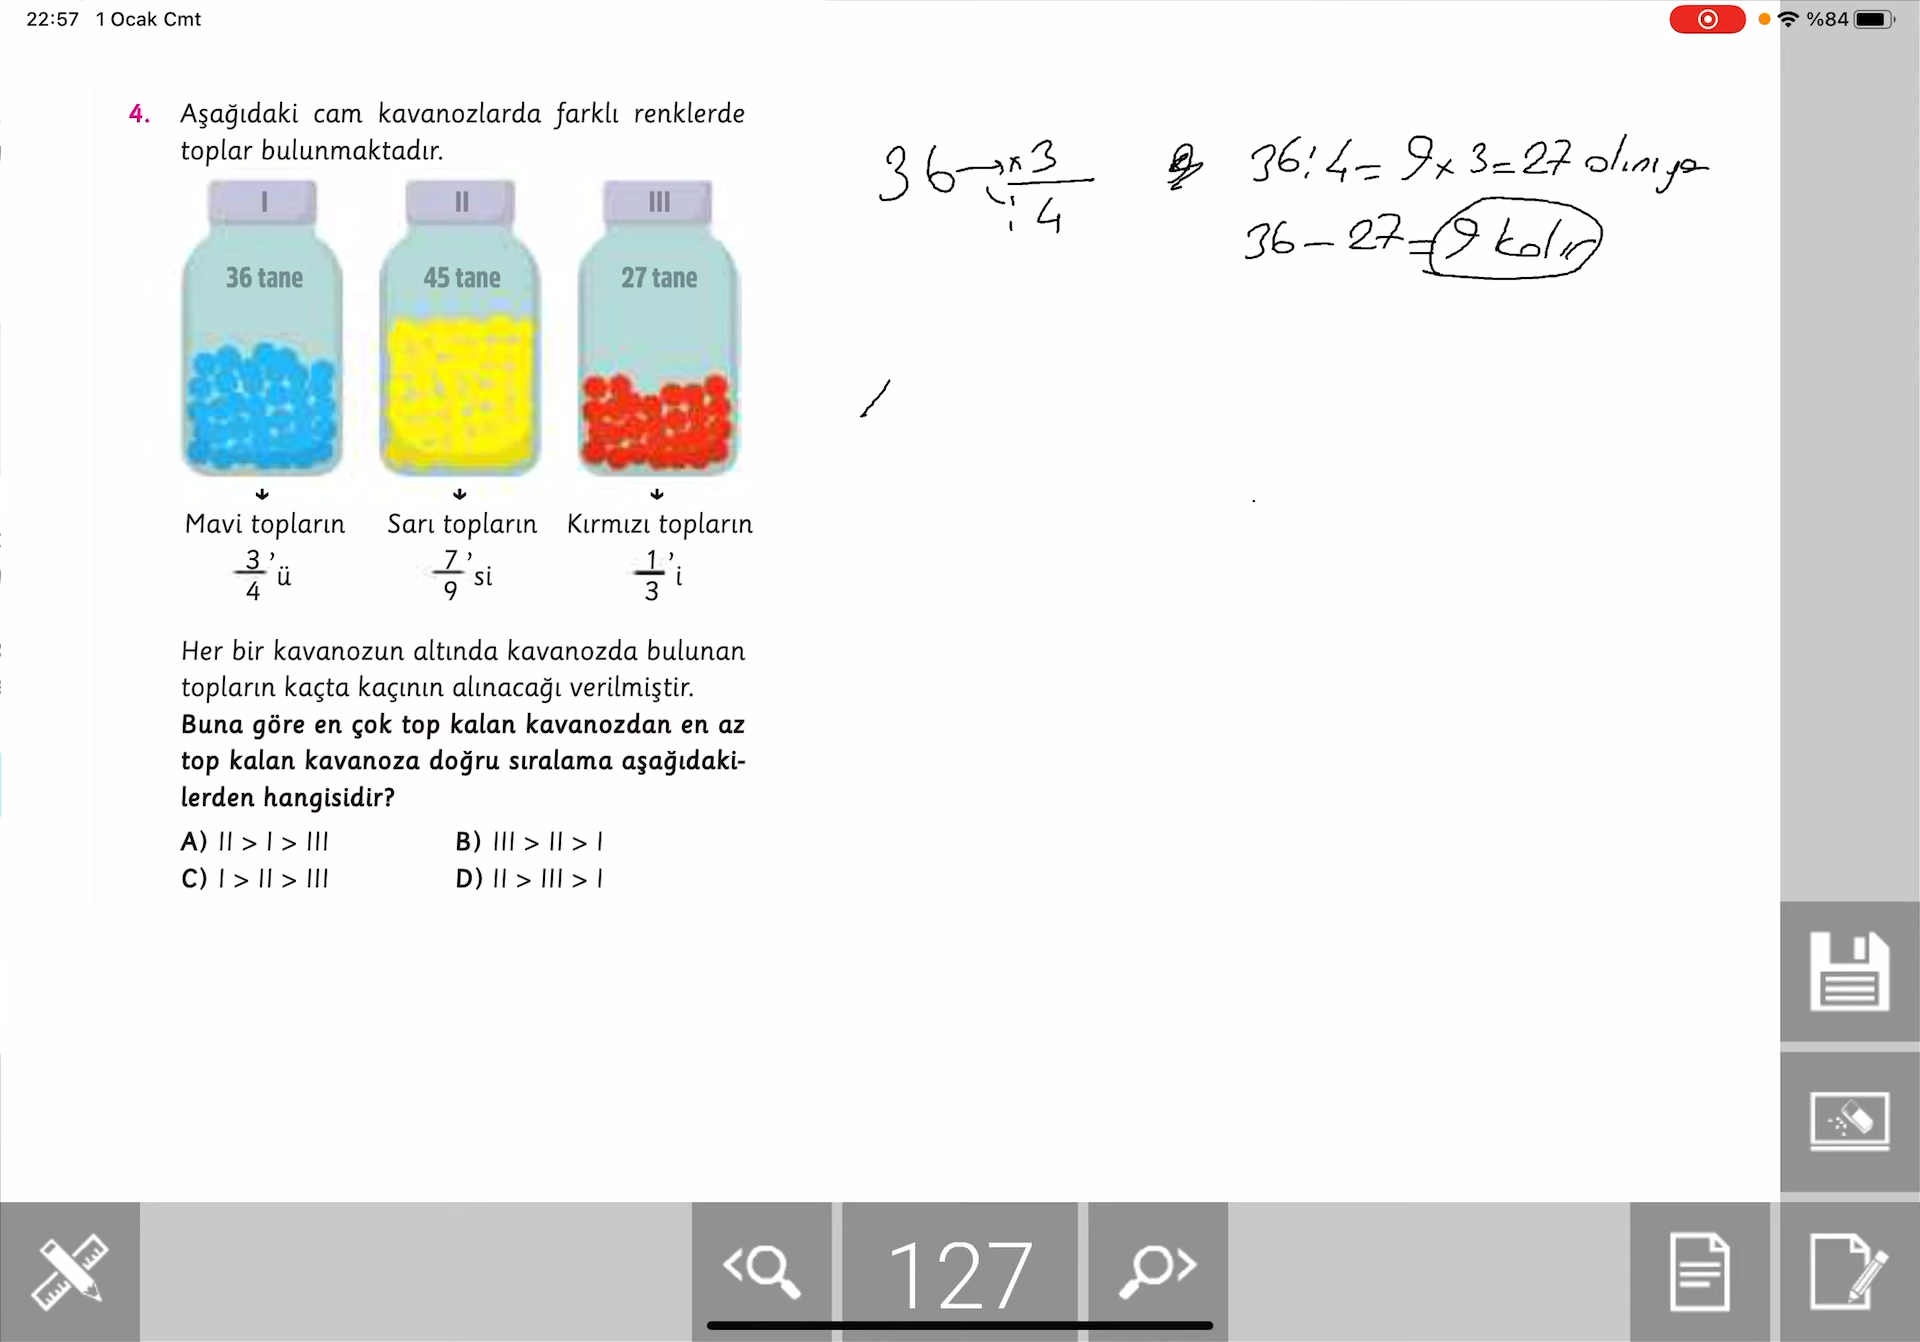 22:57 1 Ocak Cmt
%84
4. Aşağıdaki cam kavanozlarda farklı renklerde
toplar bulunmaktadır.
I II III
36 tane 45 tane 27 tane
Mavi topların Sarı topların Kırmızı topların
3/4'ü 7/9'si 1/3'i
Her bir kavanozun altında kavanozda bulunan
topların kaçta kaçının alınacağı verilmiştir.
Buna göre en çok top kalan kavanozdan en az
top kalan kavanoza doğru sıralama aşağıdaki-
lerden hangisidir?
A) II > I > III B) III > II > I
C) I > II > III D) II > III > I
36 → × 3
: 4
36 : 4 = 9 × 3 = 27
36 - 27 = 9 kalır
127